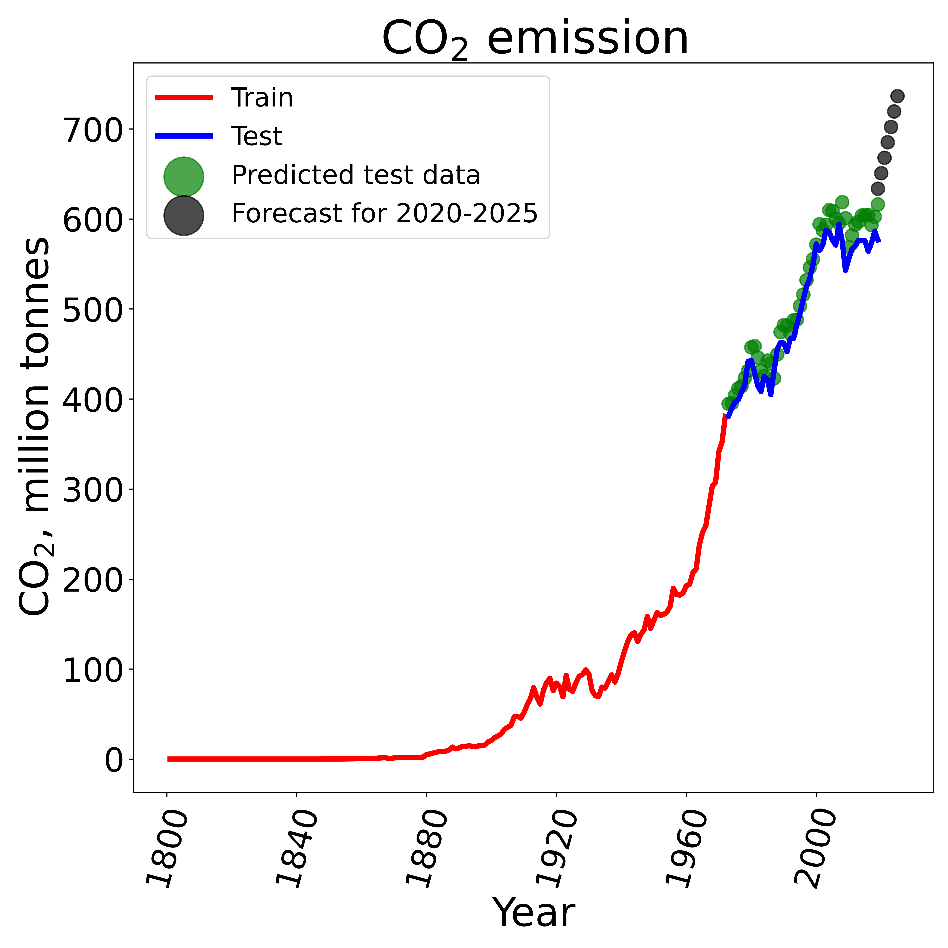 CO₂ emission
Train
Test
Predicted test data
Forecast for 2020-2025
CO₂, million tonnes
700
600
500
400
300
200
100
0
1800
1840
1880
1920
1960
2000
Year